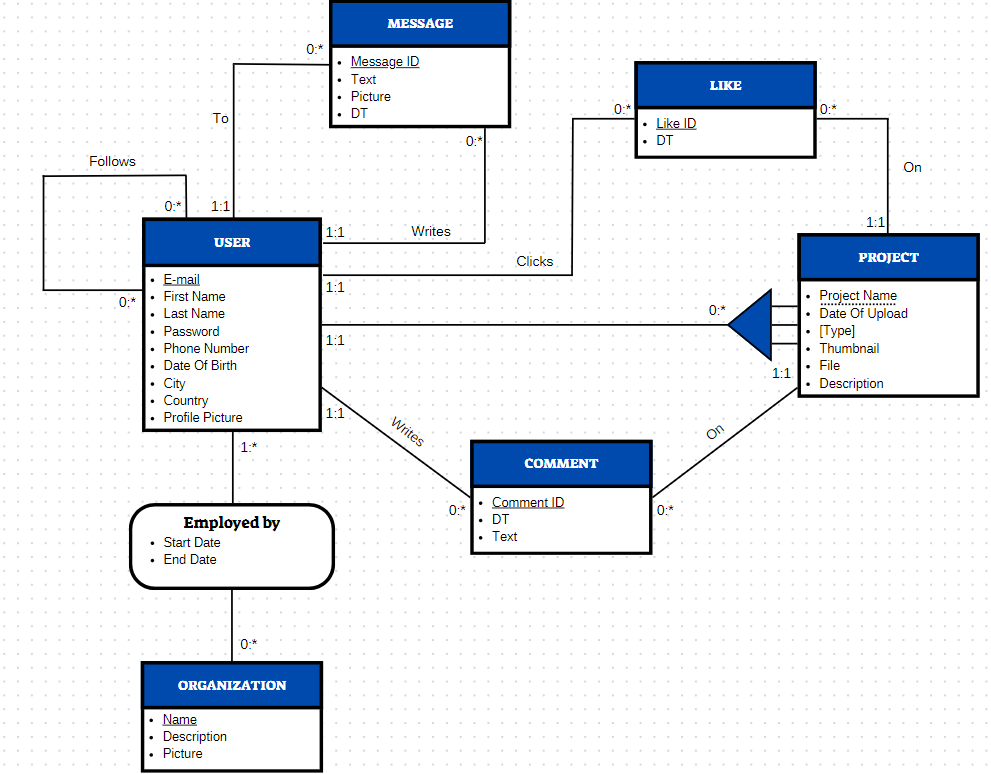 MESSAGE
0:*
Message ID
Text
Picture
DT
To
0:*
LIKE
0:*
0:*
Like ID
DT
On
Follows
0:*
1:1
1:1
USER
1:1
Writes
Clicks
1:1
E-mail
First Name
Last Name
Password
Phone Number
Date Of Birth
City
Country
Profile Picture
0:*
0:*
1:1
1:1
PROJECT
Project Name
Date Of Upload
[Type]
Thumbnail
File
Description
1:1
Writes
On
1:*
COMMENT
0:*
0:*
Comment ID
DT
Text
Employed by
Start Date
End Date
0:*
ORGANIZATION
Name
Description
Picture